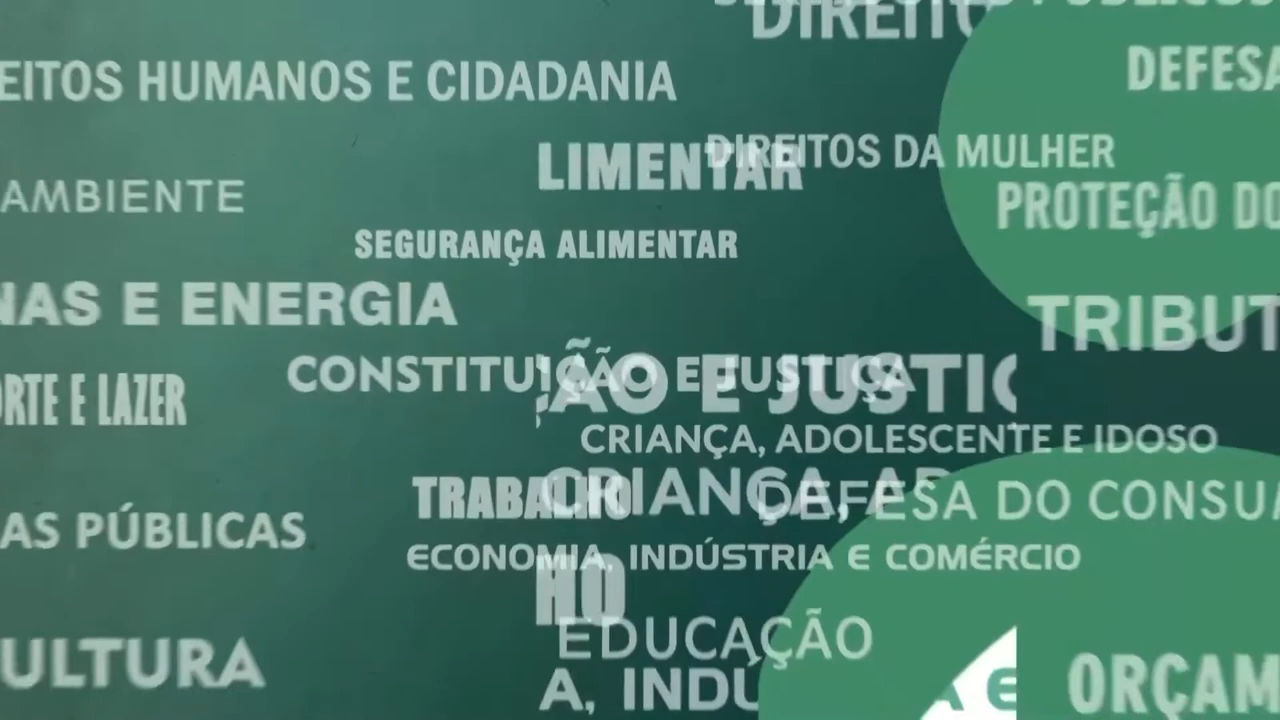 DIREITO
EITOS HUMANOS E CIDADANIA
DEFESA
LIMENTAR
DIREITOS DA MULHER
AMBIENTE
PROTEÇÃO DO
SEGURANÇA ALIMENTAR
NAS E ENERGIA
TRIBUT
CONSTITUIÇÃO E JUSTIÇA
ÃO E JUSTIÇ
ORTE E LAZER
CRIANÇA, ADOLESCENTE E IDOSO
CRIANÇA, AD
TRABALHO
DEFESA DO CONSU
AS PÚBLICAS
ECONOMIA, INDÚSTRIA E COMÉRCIO
HO
EDUCAÇÃO
ULTURA
A, INDÚ
A E
ORÇAM